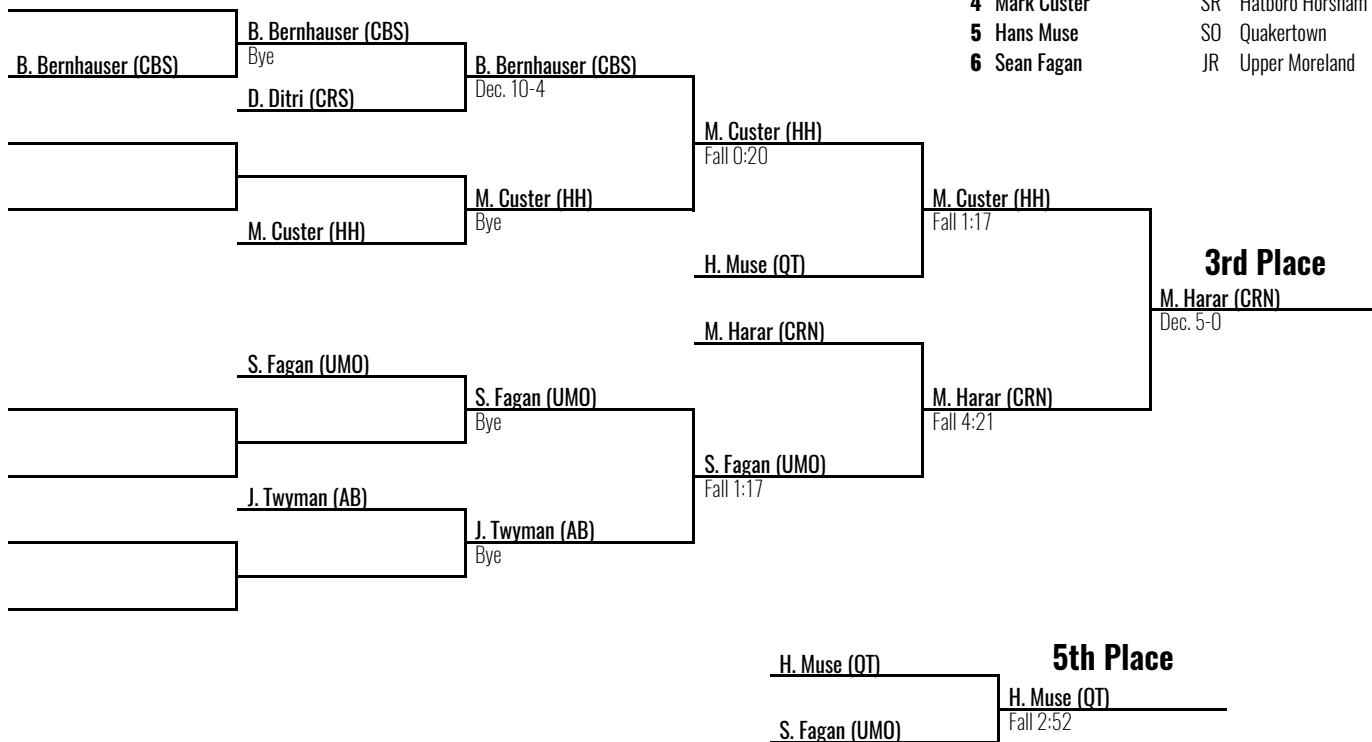 4 Mark Custer SR Hatboro Horsham
5 Hans Muse SO Quakertown
6 Sean Fagan JR Upper Moreland
B. Bernhauser (CBS)
B. Bernhauser (CBS)
Bye
D. Ditri (CRS)
B. Bernhauser (CBS)
Dec. 10-4
M. Custer (HH)
M. Custer (HH)
Bye
M. Custer (HH)
Fall 0:20
H. Muse (QT)
M. Custer (HH)
Fall 1:17
3rd Place
M. Harar (CRN)
Dec. 5-0
M. Harar (CRN)
M. Harar (CRN)
Fall 4:21
S. Fagan (UMO)
S. Fagan (UMO)
Bye
S. Fagan (UMO)
Fall 1:17
J. Twyman (AB)
J. Twyman (AB)
Bye
5th Place
H. Muse (QT)
H. Muse (QT)
Fall 2:52
S. Fagan (UMO)